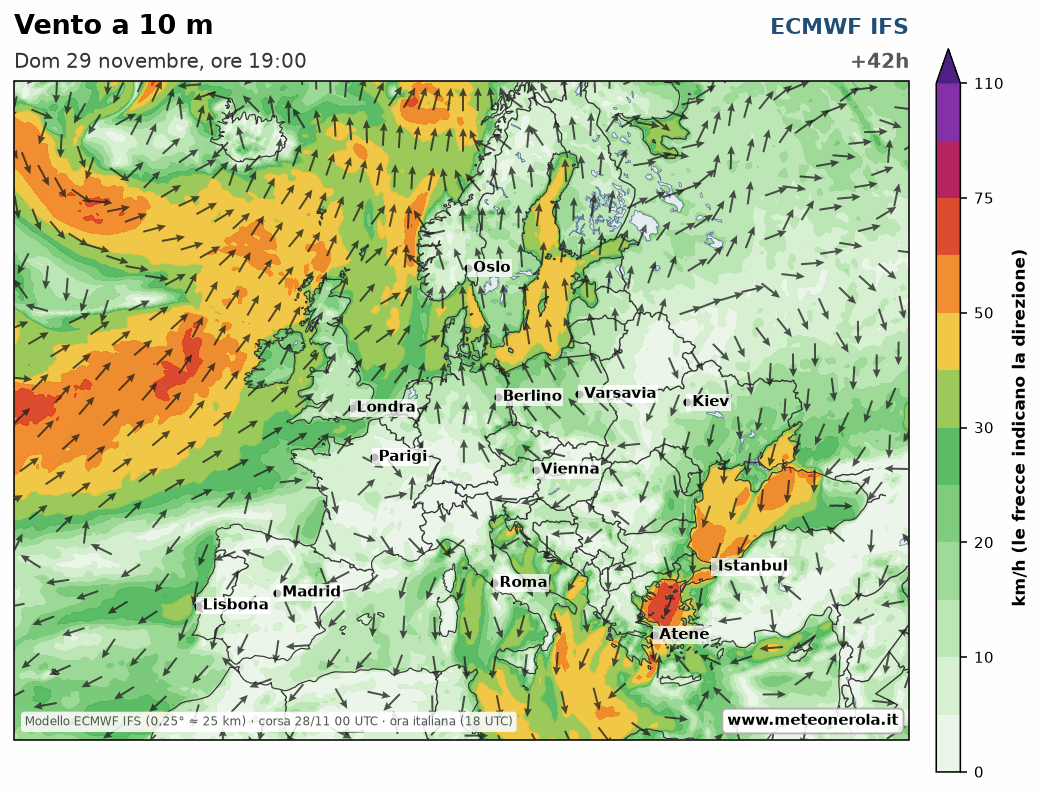 Vento a 10 m
ECMWF IFS
Dom 29 novembre, ore 19:00
+42h
Oslo
Londra
Berlino
Varsavia
Kiev
Parigi
Vienna
Roma
Istanbul
Madrid
Lisbona
Atene
Modello ECMWF IFS (0,25° ≈ 25 km) · corsa 28/11 00 UTC · ora italiana (18 UTC)
www.meteonerola.it
110
75
50
30
20
10
0
km/h (le frecce indicano la direzione)